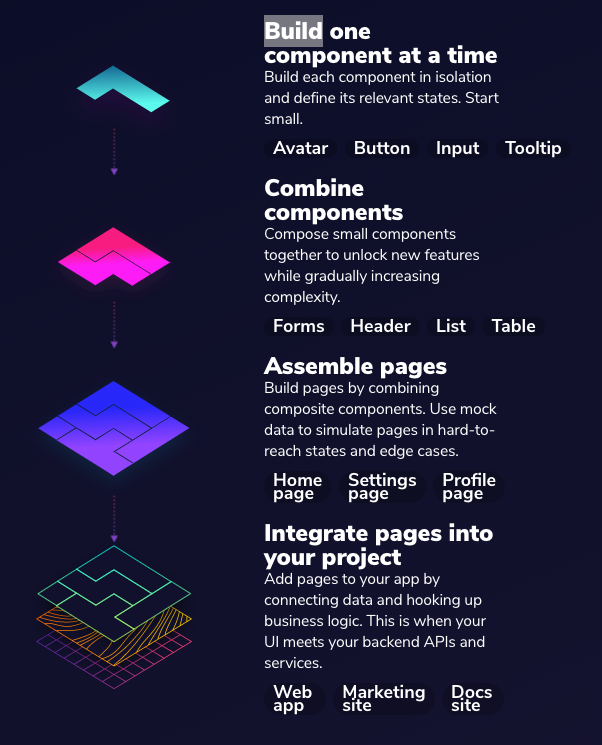 Build one
component at a time
Build each component in isolation
and define its relevant states. Start
small.
Avatar Button Input Tooltip
Combine
components
Compose small components
together to unlock new features
while gradually increasing
complexity.
Forms Header List Table
Assemble pages
Build pages by combining
composite components. Use mock
data to simulate pages in hard-to-
reach states and edge cases.
Home page Settings page Profile page
Integrate pages into
your project
Add pages to your app by
connecting data and hooking up
business logic. This is when your
UI meets your backend APIs and
services.
Web app Marketing site Docs site